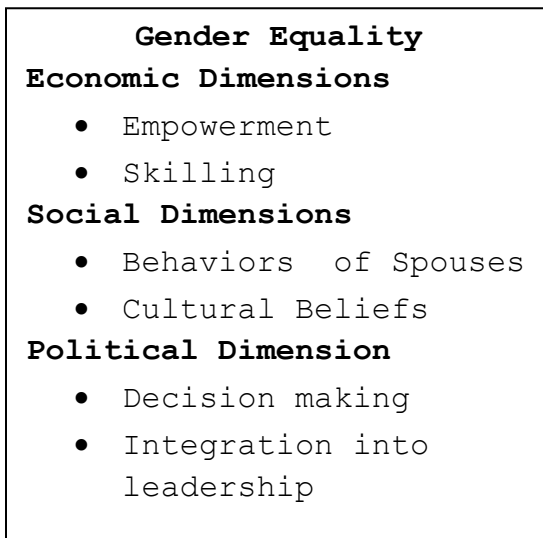 Gender Equality
Economic Dimensions
• Empowerment
• Skilling
Social Dimensions
• Behaviors  of Spouses
• Cultural Beliefs
Political Dimension
• Decision making
• Integration into
leadership